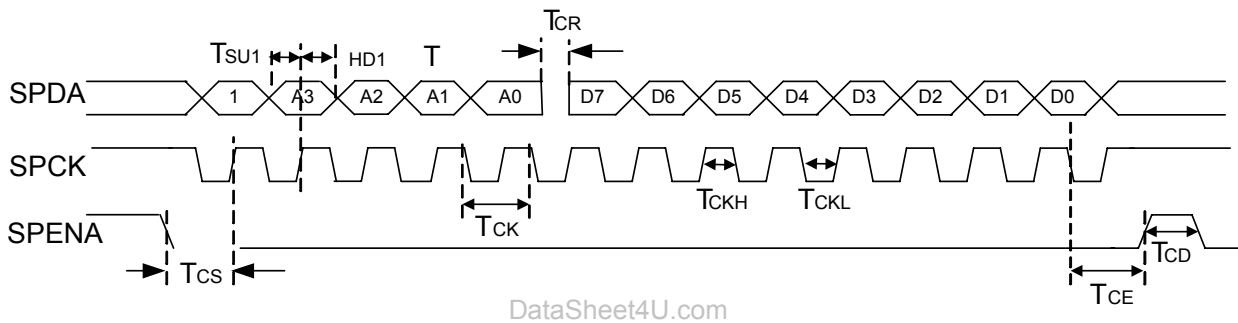 TCR
TSU1 HD1 T
SPDA 1 A3 A2 A1 A0 D7 D6 D5 D4 D3 D2 D1 D0
SPCK
TCKH TCKL
TCK
SPENA
TCS TCD
TCE
DataSheet4U.com